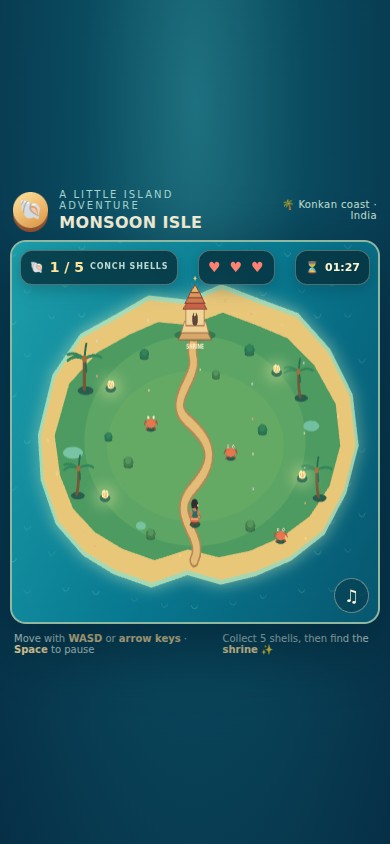 A LITTLE ISLAND
ADVENTURE
MONSOON ISLE
🌴 Konkan coast ·
India
🐚 1 / 5 CONCH SHELLS
♥ ♥ ♥
⏳ 01:27
SHRINE
♫
Move with WASD or arrow keys ·
Space to pause
Collect 5 shells, then find the
shrine ✨